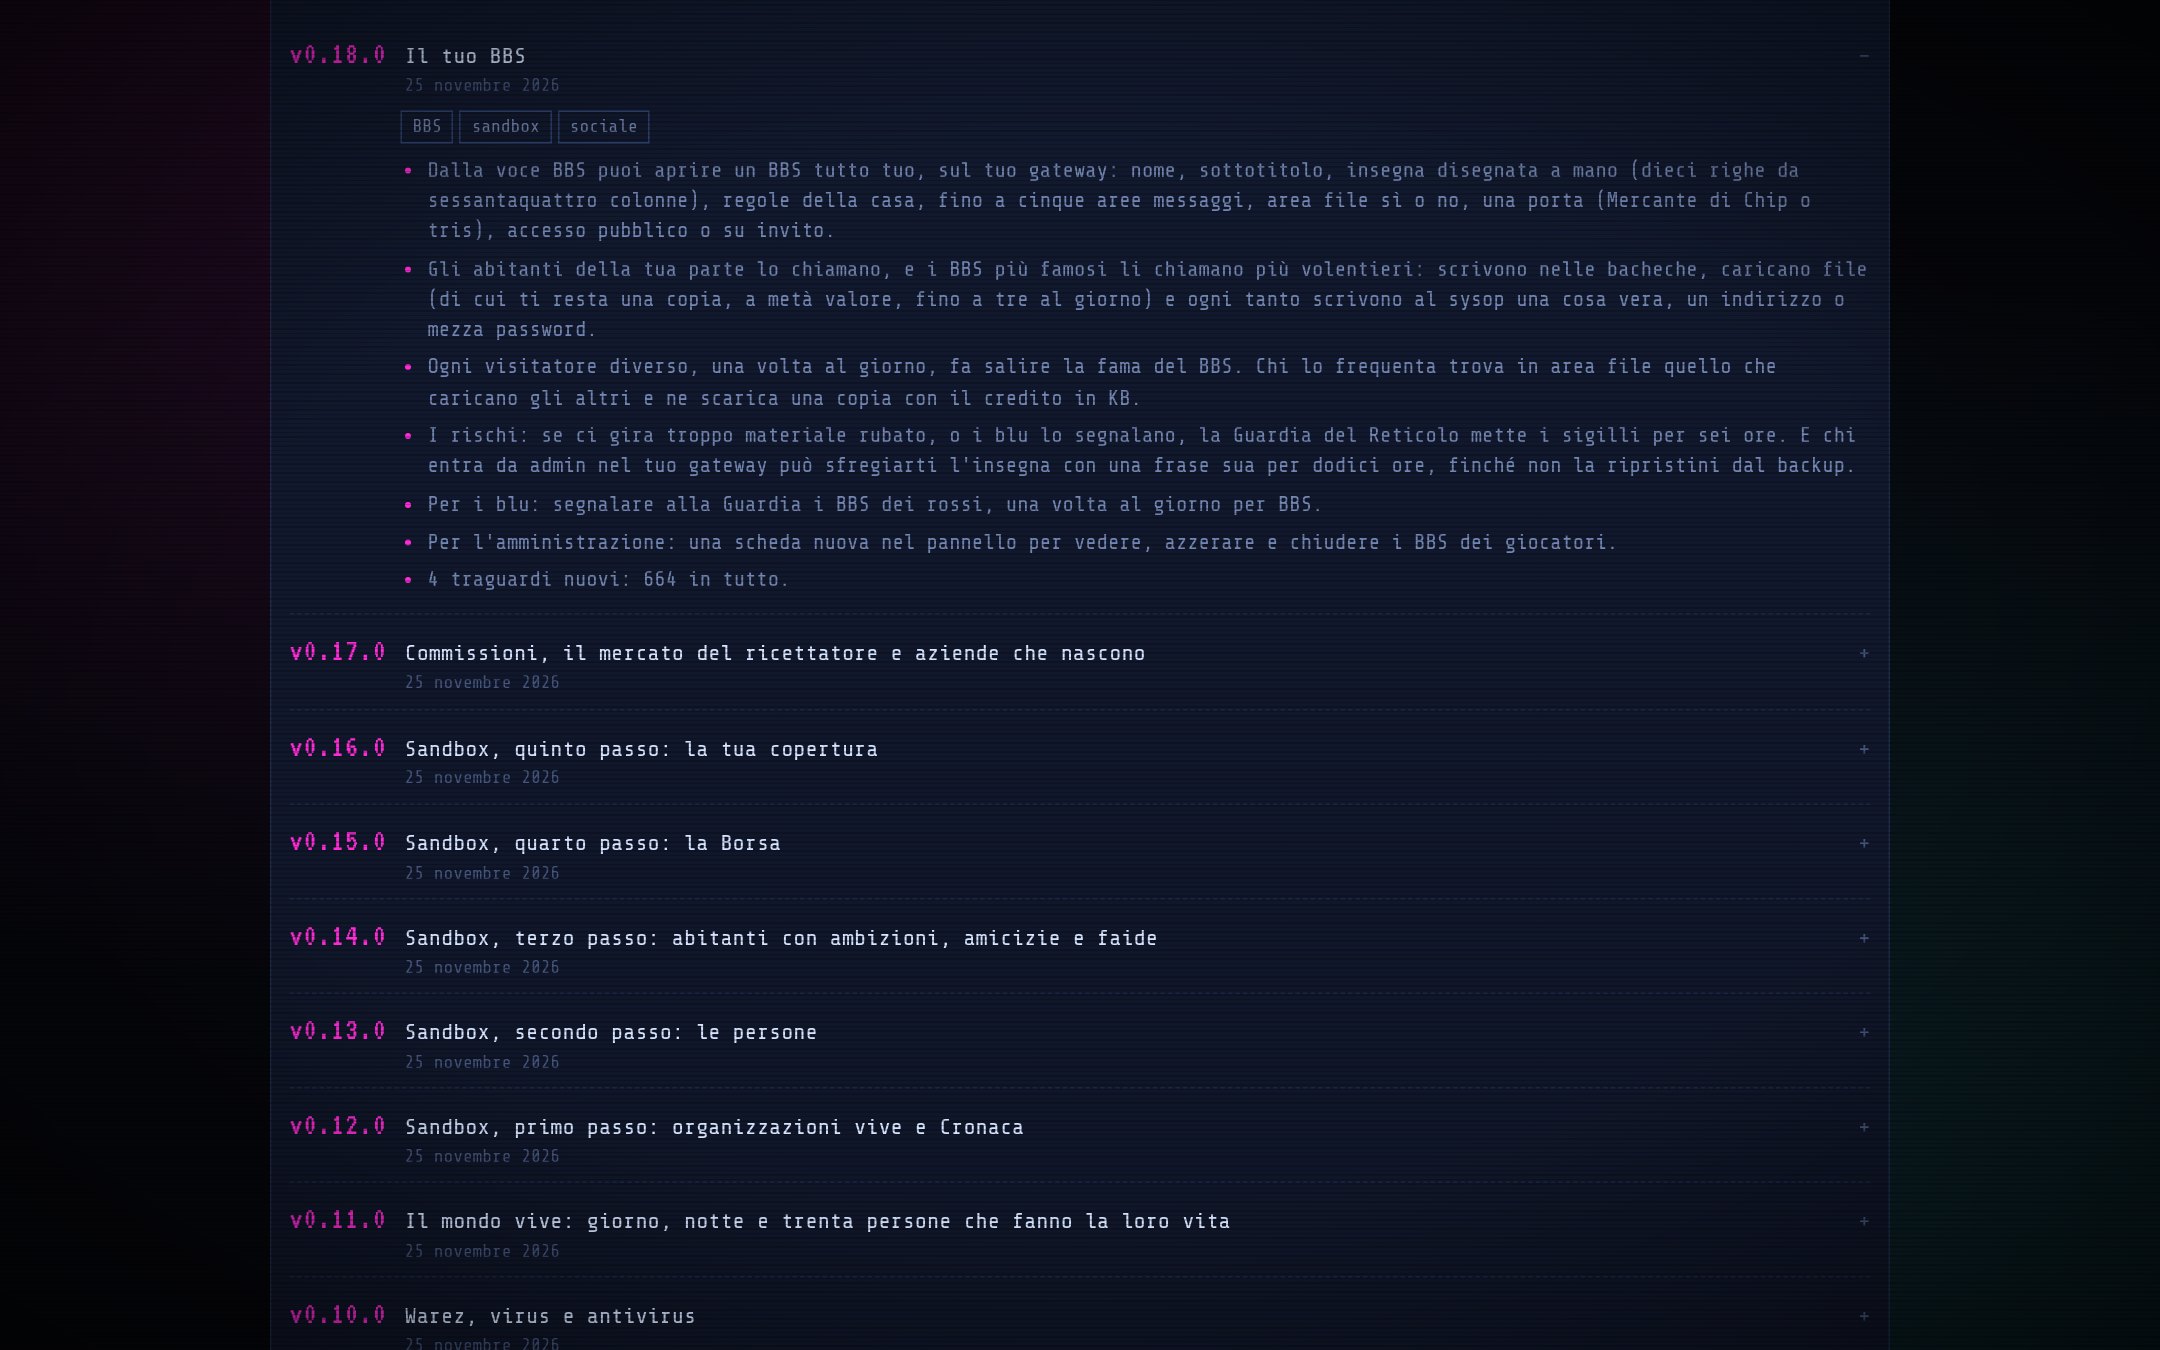 v0.18.0 Il tuo BBS −
25 novembre 2026
BBS sandbox sociale
• Dalla voce BBS puoi aprire un BBS tutto tuo, sul tuo gateway: nome, sottotitolo, insegna disegnata a mano (dieci righe da
sessantaquattro colonne), regole della casa, fino a cinque aree messaggi, area file sì o no, una porta (Mercante di Chip o
tris), accesso pubblico o su invito.
• Gli abitanti della tua parte lo chiamano, e i BBS più famosi li chiamano più volentieri: scrivono nelle bacheche, caricano file
(di cui ti resta una copia, a metà valore, fino a tre al giorno) e ogni tanto scrivono al sysop una cosa vera, un indirizzo o
mezza password.
• Ogni visitatore diverso, una volta al giorno, fa salire la fama del BBS. Chi lo frequenta trova in area file quello che
caricano gli altri e ne scarica una copia con il credito in KB.
• I rischi: se ci gira troppo materiale rubato, o i blu lo segnalano, la Guardia del Reticolo mette i sigilli per sei ore. E chi
entra da admin nel tuo gateway può sfregiarti l'insegna con una frase sua per dodici ore, finché non la ripristini dal backup.
• Per i blu: segnalare alla Guardia i BBS dei rossi, una volta al giorno per BBS.
• Per l'amministrazione: una scheda nuova nel pannello per vedere, azzerare e chiudere i BBS dei giocatori.
• 4 traguardi nuovi: 664 in tutto.
v0.17.0 Commissioni, il mercato del ricettatore e aziende che nascono +
25 novembre 2026
v0.16.0 Sandbox, quinto passo: la tua copertura +
25 novembre 2026
v0.15.0 Sandbox, quarto passo: la Borsa +
25 novembre 2026
v0.14.0 Sandbox, terzo passo: abitanti con ambizioni, amicizie e faide +
25 novembre 2026
v0.13.0 Sandbox, secondo passo: le persone +
25 novembre 2026
v0.12.0 Sandbox, primo passo: organizzazioni vive e Cronaca +
25 novembre 2026
v0.11.0 Il mondo vive: giorno, notte e trenta persone che fanno la loro vita +
25 novembre 2026
v0.10.0 Warez, virus e antivirus +
25 novembre 2026